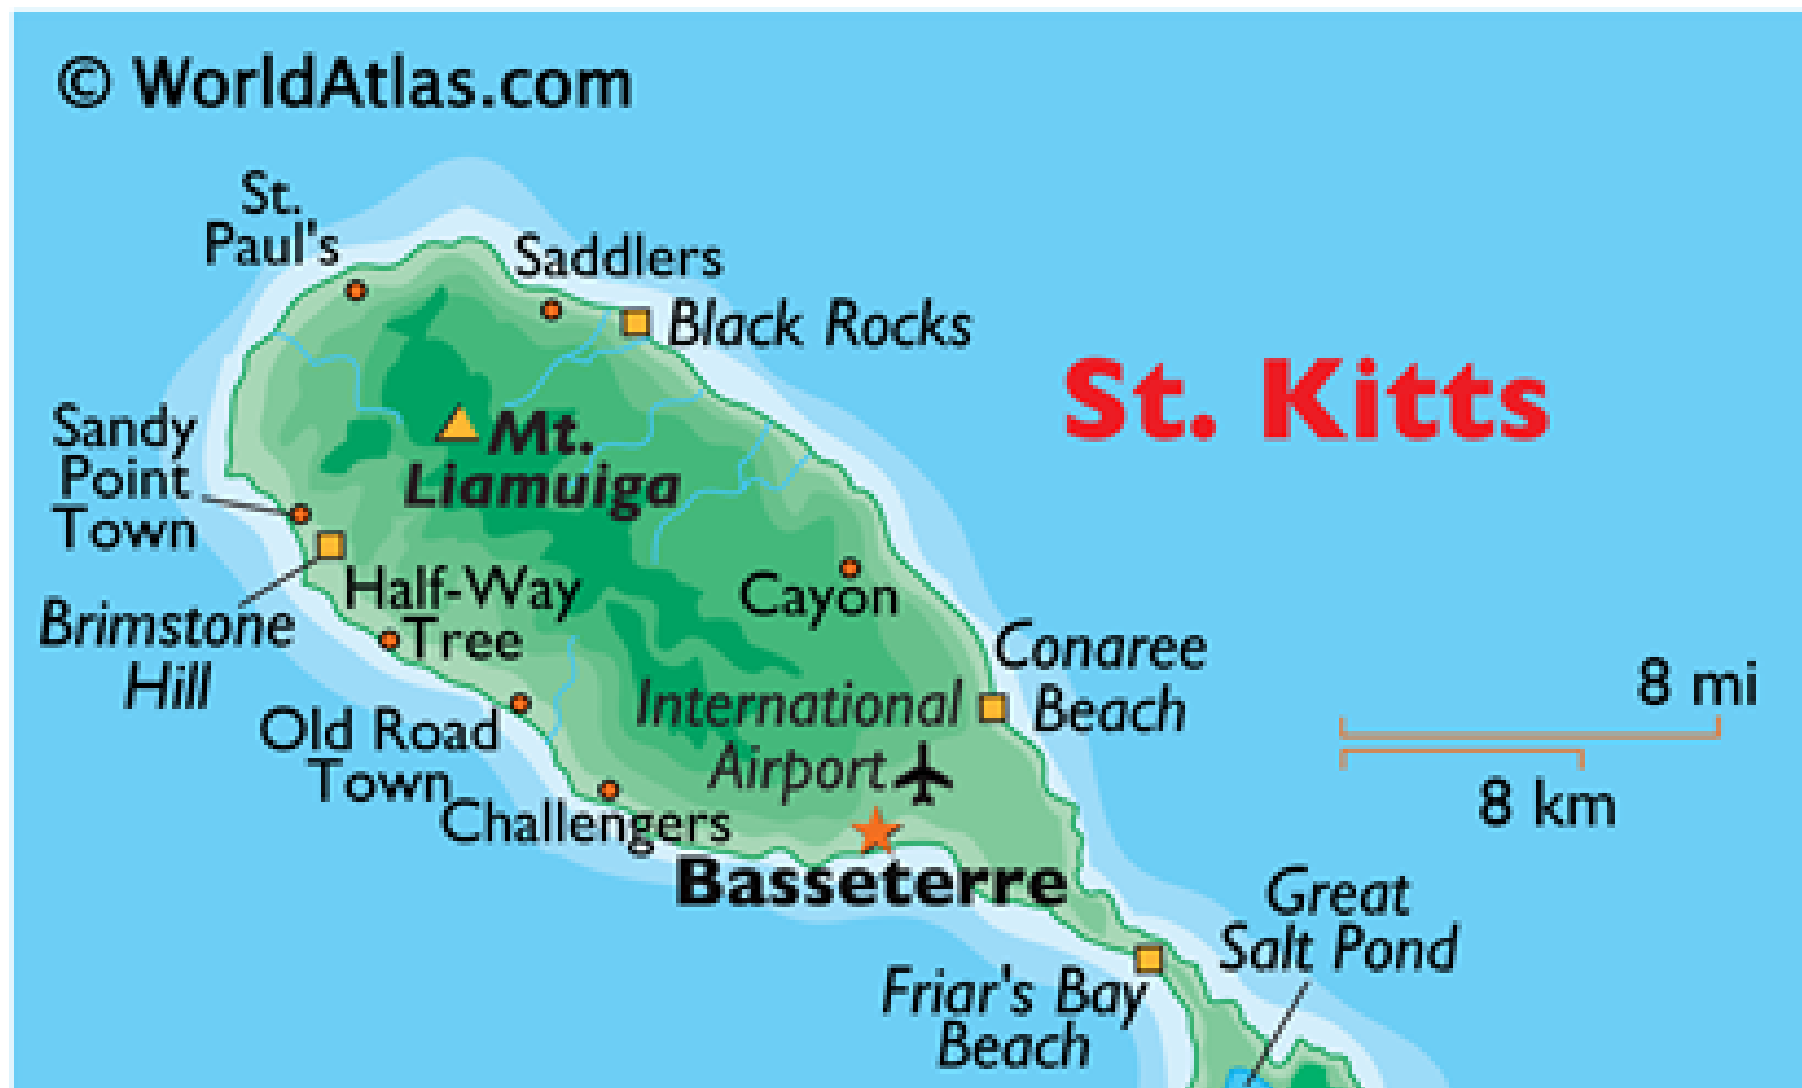 © WorldAtlas.com
St.
Paul's
Saddlers
Black Rocks
St. Kitts
Sandy
Point
Town
Mt.
Liamuiga
Half-Way
Tree
Cayon
Brimstone
Hill
Conaree
Beach
International
Airport
8 mi
8 km
Old Road
Town
Challengers
Basseterre
Great
Salt Pond
Friar's Bay
Beach